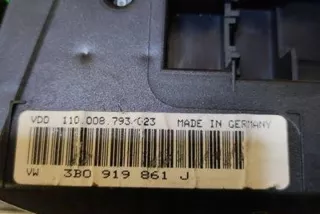 VDO 110.008.793/023 MADE IN GERMANY
VW 3B0 919 861 J